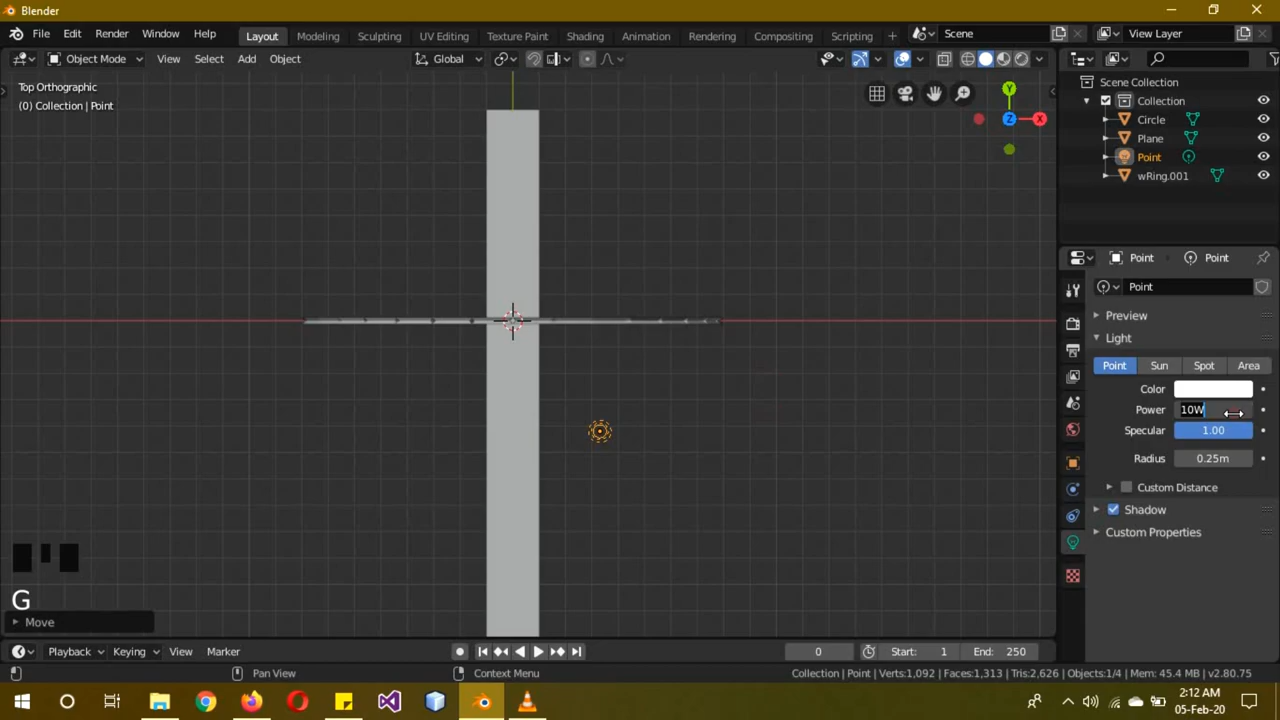 Blender
File Edit Render Window Help Layout Modeling Sculpting UV Editing Texture Paint Shading Animation Rendering Compositing Scripting + Scene View Layer
Object Mode View Select Add Object Global
Top Orthographic
(0) Collection | Point
Y
X
Z
Scene Collection
Collection
Circle
Plane
Point
wRing.001
Point Point
Point
Preview
Light
Point Sun Spot Area
Color
Power 10W
Specular 1.00
Radius 0.25m
Custom Distance
Shadow
Custom Properties
G
Move
Playback Keying View Marker 0 Start: 1 End: 250
Pan View Context Menu Collection | Point | Verts:1,092 | Faces:1,313 | Tris:2,626 | Objects:1/4 | Mem: 45.4 MB | v2.80.75
2:12 AM
05-Feb-20